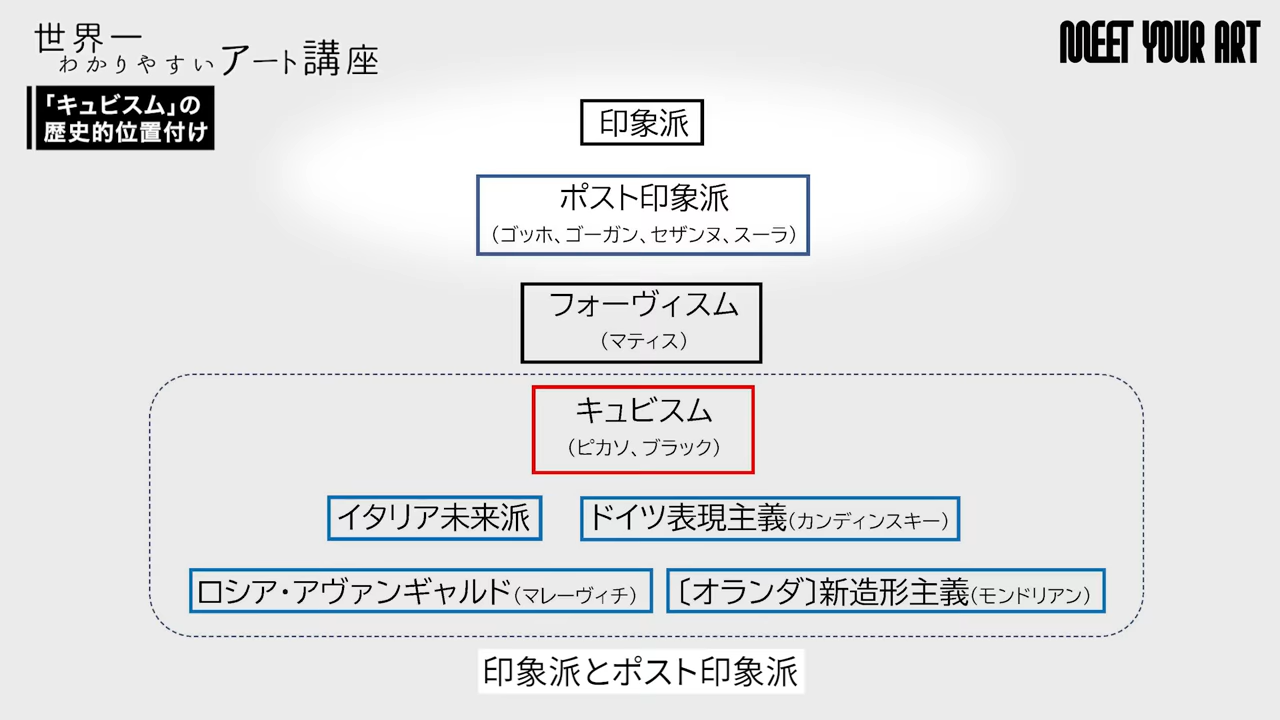 世界一
わかりやすいアート講座
MEET YOUR ART
「キュビスム」の
歴史的位置付け
印象派
ポスト印象派
（ゴッホ、ゴーガン、セザンヌ、スーラ）
フォーヴィスム
（マティス）
キュビスム
（ピカソ、ブラック）
イタリア未来派
ドイツ表現主義（カンディンスキー）
ロシア・アヴァンギャルド（マレーヴィチ）
〔オランダ〕新造形主義（モンドリアン）
印象派とポスト印象派